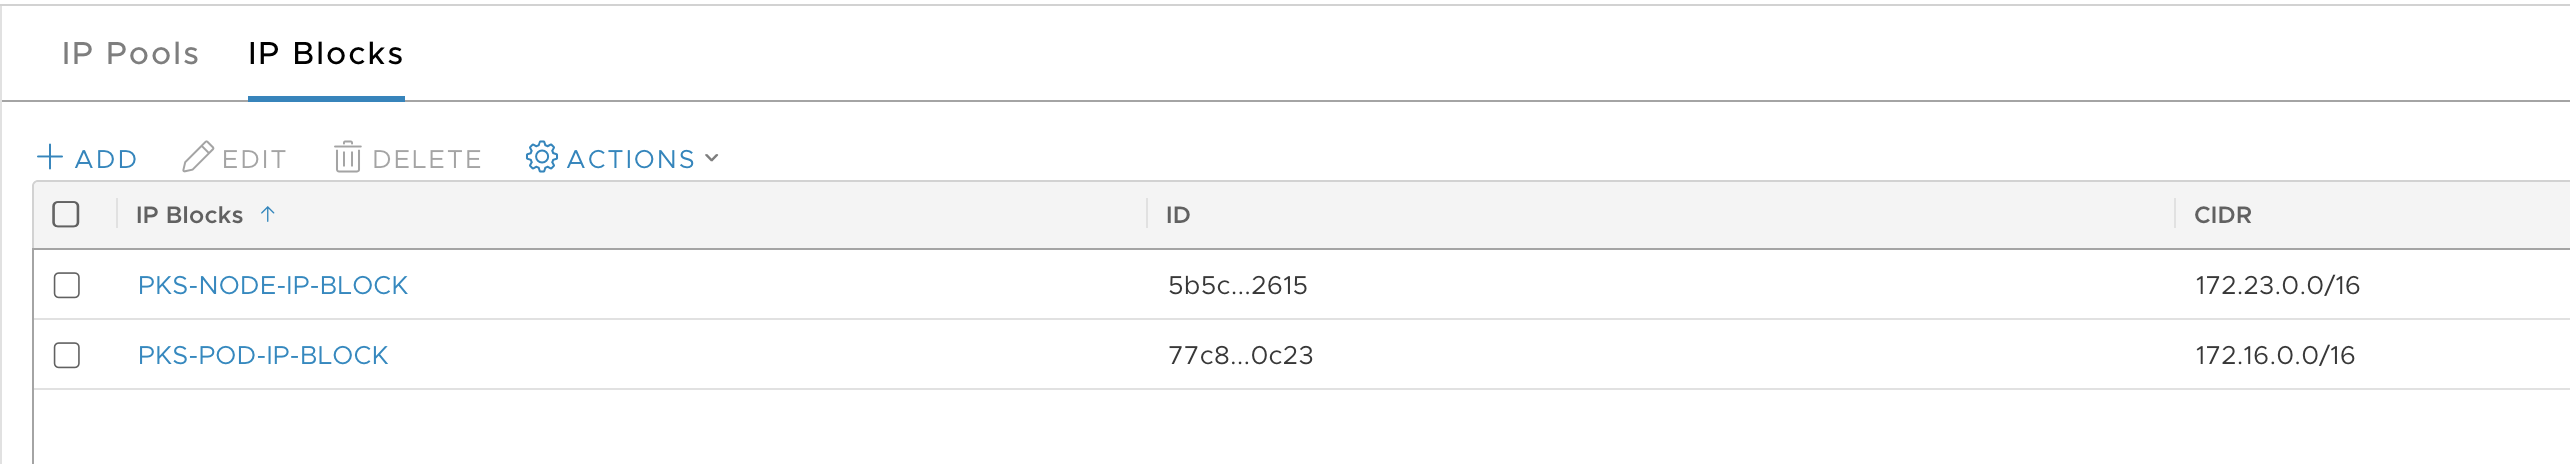 IP Pools IP Blocks
ADD EDIT DELETE ACTIONS
IP Blocks ID CIDR
PKS-NODE-IP-BLOCK 5b5c...2615 172.23.0.0/16
PKS-POD-IP-BLOCK 77c8...0c23 172.16.0.0/16